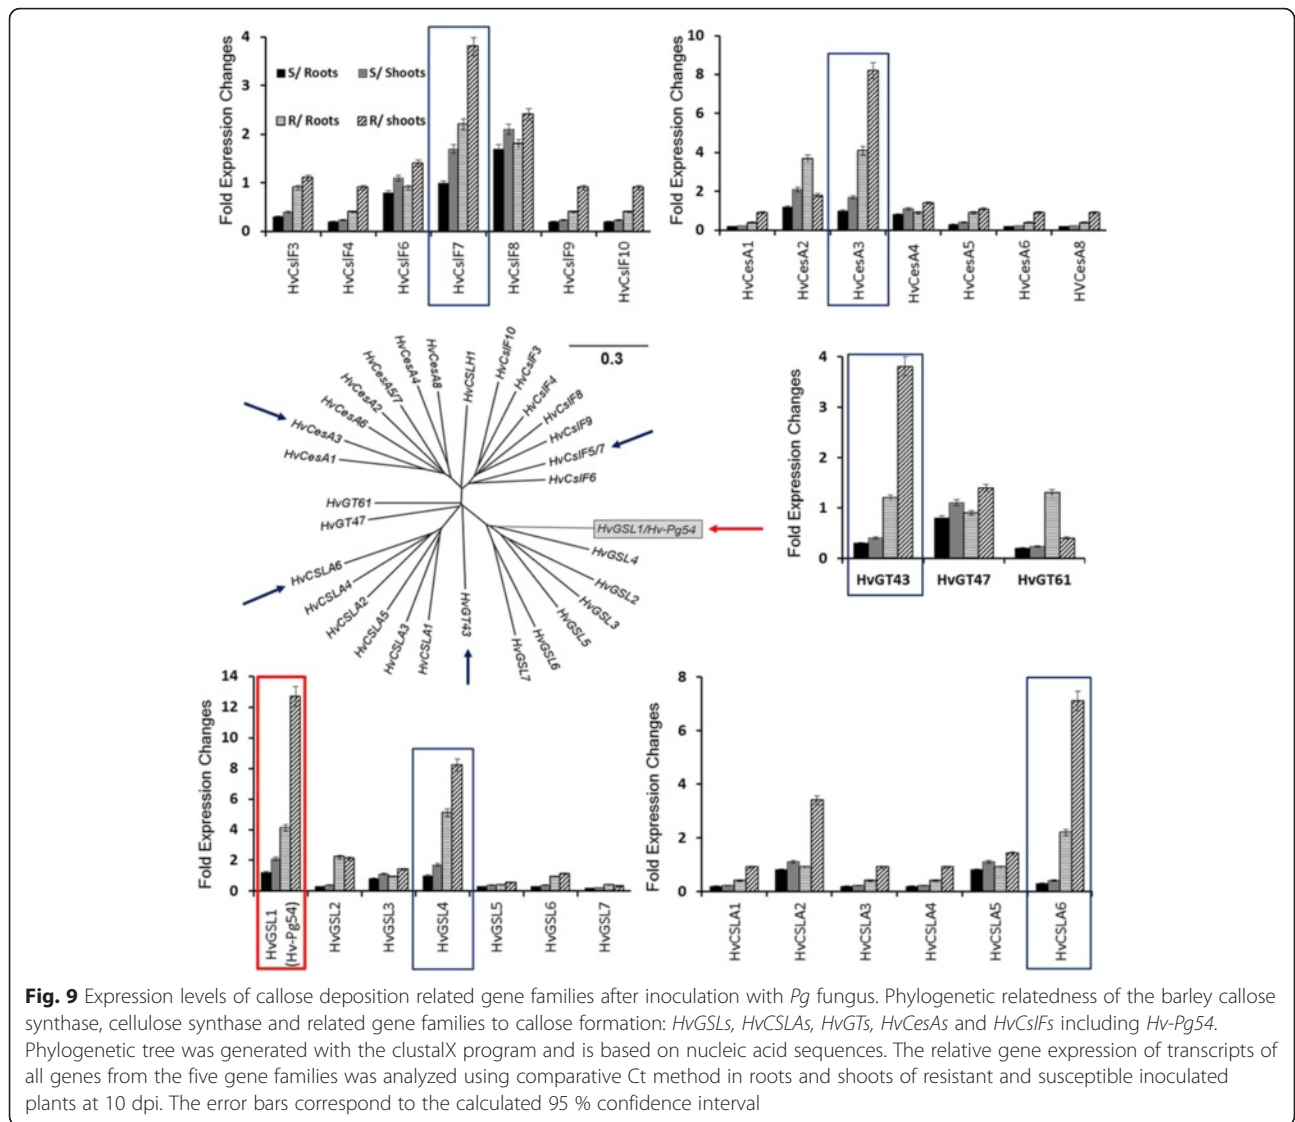 Fold Expression Changes
4
3
2
1
0
S/ Roots
S/ Shoots
R/ Roots
R/ shoots
HvCslF3
HvCslF4
HvCslF6
HvCslF7
HvCslF8
HvCslF9
HvCslF10
Fold Expression Changes
10
8
6
4
2
0
HvCesA1
HvCesA2
HvCesA3
HvCesA4
HvCesA5
HvCesA6
HVCesA8
HvCesA1
HvCesA3
HvCesA6
HvCesA2
HvCesA5/7
HvCesA4
HvCesA8
HvCSLH1
HvCslF10
HvCslF3
HvCslF4
HvCslF8
HvCslF9
HvCslF5/7
HvCslF6
0.3
HvGT61
HvGT47
HvGSL1/Hv-Pg54
HvGSL4
HvGSL2
HvGSL3
HvGSL5
HvGSL6
HvGSL7
HvGT43
HvCSLA1
HvCSLA3
HvCSLA5
HvCSLA2
HvCSLA4
HvCSLA6
Fold Expression Changes
4
3
2
1
0
HvGT43
HvGT47
HvGT61
Fold Expression Changes
14
12
10
8
6
4
2
0
HvGSL1
(Hv-Pg54)
HvGSL2
HvGSL3
HvGSL4
HvGSL5
HvGSL6
HvGSL7
Fold Expression Changes
8
6
4
2
0
HvCSLA1
HvCSLA2
HvCSLA3
HvCSLA4
HvCSLA5
HvCSLA6
Fig. 9 Expression levels of callose deposition related gene families after inoculation with Pg fungus. Phylogenetic relatedness of the barley callose
synthase, cellulose synthase and related gene families to callose formation: HvGSLs, HvCSLAs, HvGTs, HvCesAs and HvCslFs including Hv-Pg54.
Phylogenetic tree was generated with the clustalX program and is based on nucleic acid sequences. The relative gene expression of transcripts of
all genes from the five gene families was analyzed using comparative Ct method in roots and shoots of resistant and susceptible inoculated
plants at 10 dpi. The error bars correspond to the calculated 95 % confidence interval